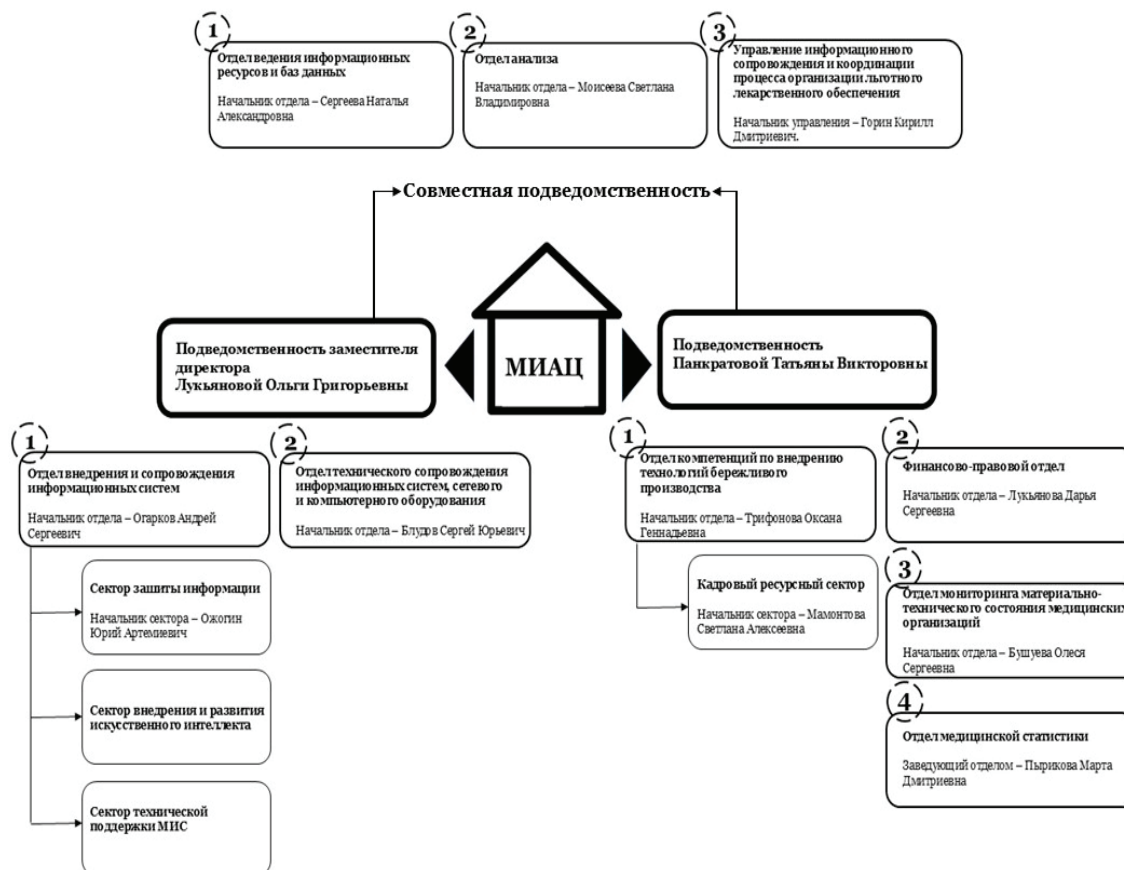 1
Отдел ведения информационных
ресурсов и баз данных
Начальник отдела – Сергеева Наталья
Александровна
2
Отдел анализа
Начальник отдела – Моисеева Светлана
Владимировна
3
Управление информационного
сопровождения и координации
процесса организации льготного
лекарственного обеспечения
Начальник управления – Горин Кирилл
Дмитриевич.
Совместная подведомственность
Подведомственность заместителя
директора
Лукьяновой Ольги Григорьевны
МИАЦ
Подведомственность
Панкратовой Татьяны Викторовны
1
Отдел внедрения и сопровождения
информационных систем
Начальник отдела – Огарков Андрей
Сергеевич
2
Отдел технического сопровождения
информационных систем, сетевого
и компьютерного оборудования
Начальник отдела – Блудов Сергей Юрьевич
Сектор зашиты информации
Начальник сектора – Ожогин
Юрий Артемиевич
Сектор внедрения и развития
искусственного интеллекта
Сектор технической
поддержки МИС
1
Отдел компетенций по внедрению
технологий бережливого
производства
Начальник отдела – Трифонова Оксана
Геннадьевна
Кадровый ресурсный сектор
Начальник сектора – Мамонтова
Светлана Алексеевна
2
Финансово-правовой отдел
Начальник отдела – Лукьянова Дарья
Сергеевна
3
Отдел мониторинга материально-
технического состояния медицинских
организаций
Начальник отдела – Бушуева Олеся
Сергеевна
4
Отдел медицинской статистики
Заведующий отделом – Пырикова Марта
Дмитриевна